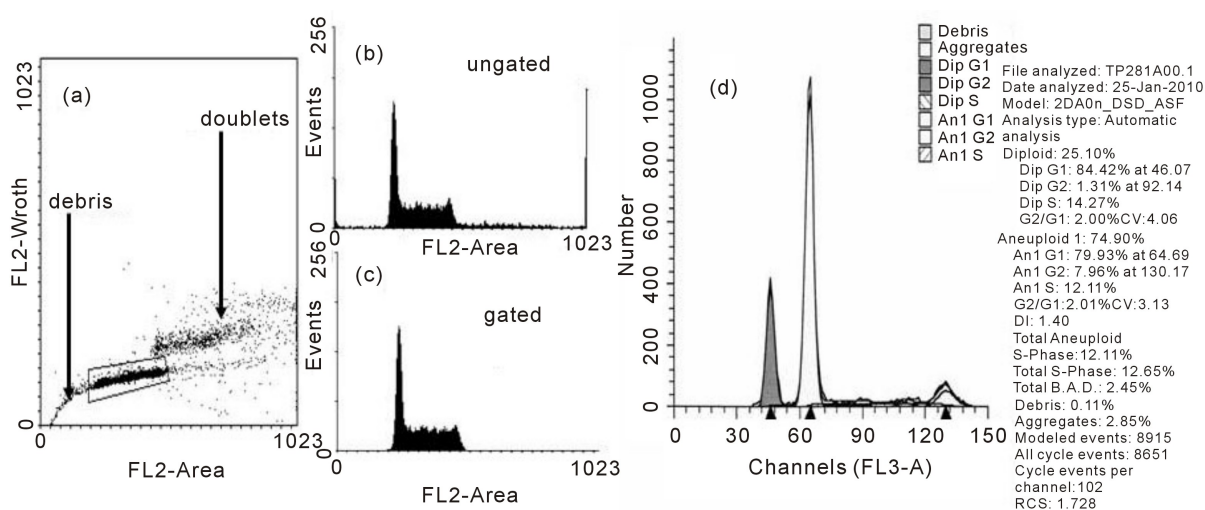 (a)
1023
FL2-Wroth
0
debris
doublets
0
1023
FL2-Area
(b)
ungated
256
Events
0
0
1023
FL2-Area
(c)
gated
256
Events
0
0
1023
FL2-Area
(d)
Number
1000
800
600
400
200
0
0
30
60
90
120
150
Channels (FL3-A)
Debris
Aggregates
Dip G1
Dip G2
Dip S
An1 G1
An1 G2
An1 S
File analyzed: TP281A00.1
Date analyzed: 25-Jan-2010
Model: 2DA0n_DSD_ASF
Analysis type: Automatic
analysis
Diploid: 25.10%
Dip G1: 84.42% at 46.07
Dip G2: 1.31% at 92.14
Dip S: 14.27%
G2/G1: 2.00%CV:4.06
Aneuploid 1: 74.90%
An1 G1: 79.93% at 64.69
An1 G2: 7.96% at 130.17
An1 S: 12.11%
G2/G1:2.01%CV:3.13
DI: 1.40
Total Aneuploid
S-Phase:12.11%
Total S-Phase: 12.65%
Total B.A.D.: 2.45%
Debris: 0.11%
Aggregates: 2.85%
Modeled events: 8915
All cycle events: 8651
Cycle events per
channel:102
RCS: 1.728